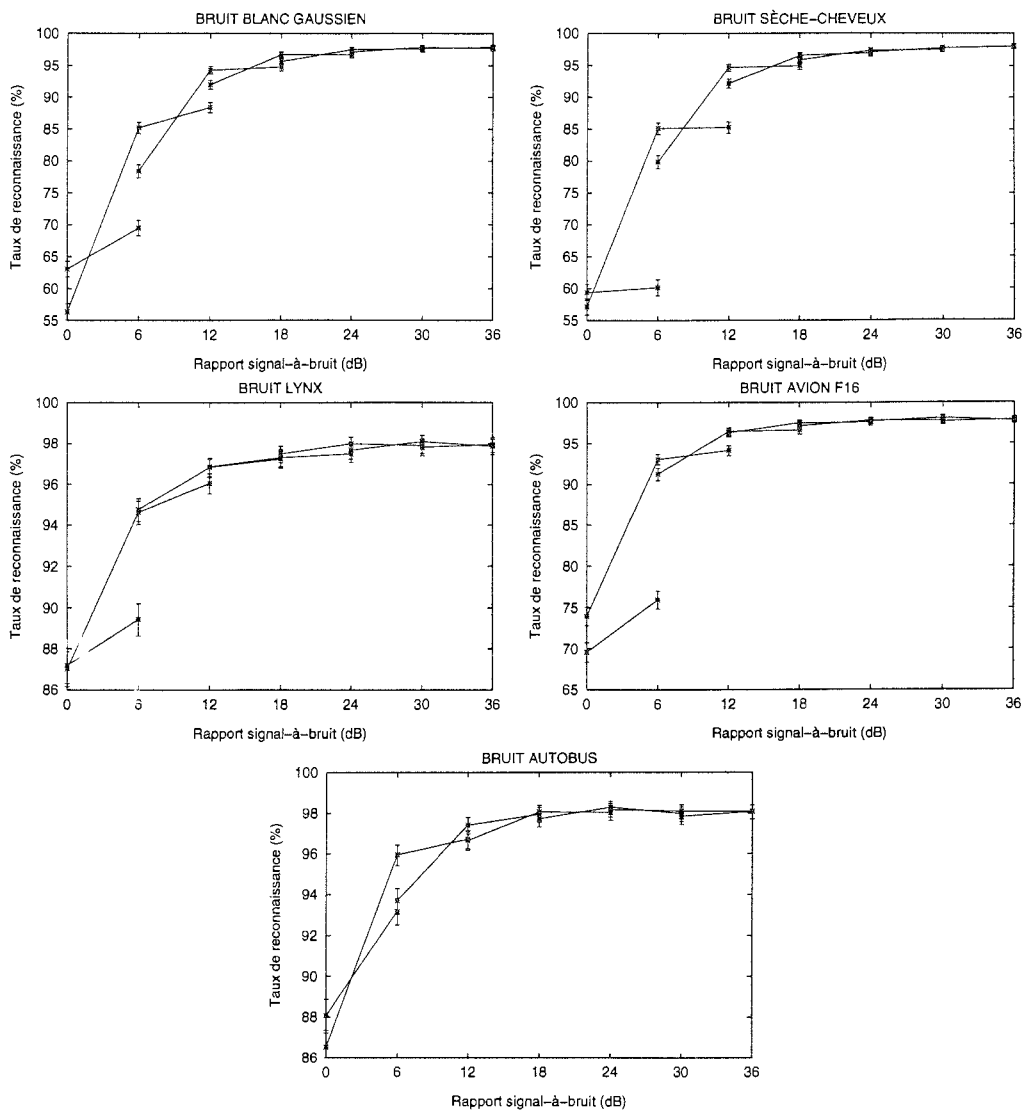 BRUIT BLANC GAUSSIEN
100
95
90
85
80
75
70
65
60
55
0 6 12 18 24 30 36
Taux de reconnaissance (%)
Rapport signal-à-bruit (dB)
BRUIT SÈCHE-CHEVEUX
100
95
90
85
80
75
70
65
60
55
0 6 12 18 24 30 36
Taux de reconnaissance (%)
Rapport signal-à-bruit (dB)
BRUIT LYNX
100
98
96
94
92
90
88
86
0 6 12 18 24 30 36
Taux de reconnaissance (%)
Rapport signal-à-bruit (dB)
BRUIT AVION F16
100
95
90
85
80
75
70
65
0 6 12 18 24 30 36
Taux de reconnaissance (%)
Rapport signal-à-bruit (dB)
BRUIT AUTOBUS
100
98
96
94
92
90
88
86
0 6 12 18 24 30 36
Taux de reconnaissance (%)
Rapport signal-à-bruit (dB)